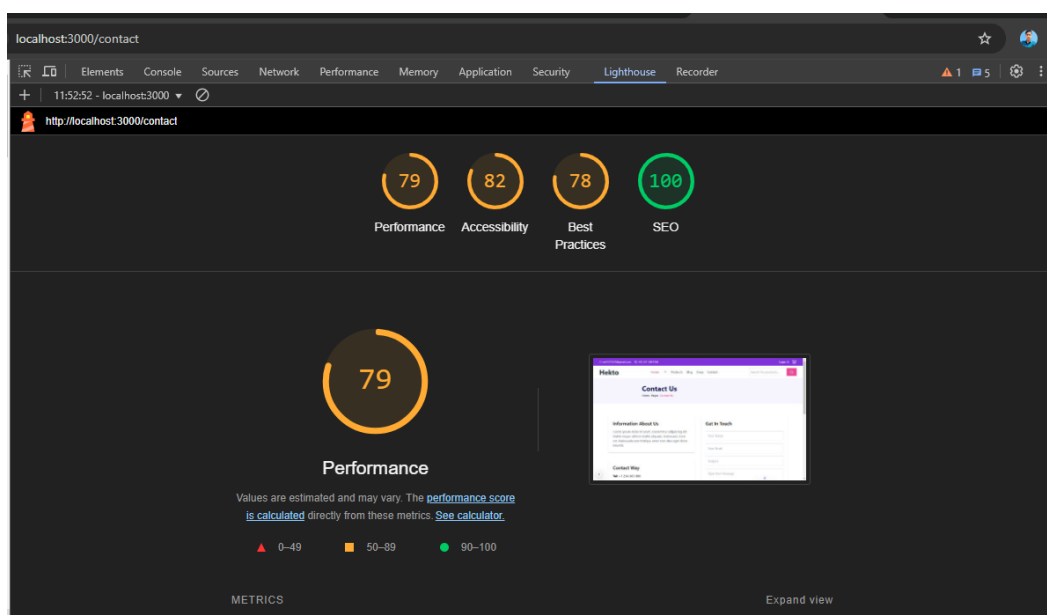 localhost:3000/contact
Elements Console Sources Network Performance Memory Application Security Lighthouse Recorder 1 5
11:52:52 - localhost:3000
http://localhost:3000/contact
79 82 78 100
Performance Accessibility Best Practices SEO
79
Performance
Values are estimated and may vary. The performance score
is calculated directly from these metrics. See calculator.
0–49 50–89 90–100
Hekto
Contact Us
Information About Us
Get In Touch
Contact Way
METRICS Expand view